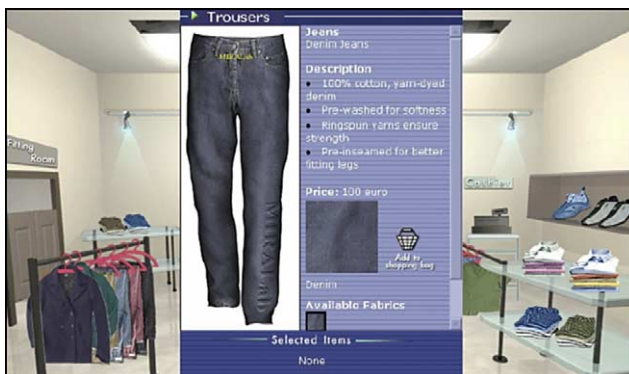 Trousers
Jeans
Denim Jeans
Description
• 100% cotton, yarn-dyed
denim
• Pre-washed for softness
• Ringspun yarns ensure
strength
• Pre-inseamed for better
fitting legs
Price: 100 euro
Add to
shopping bag
Denim
Available Fabrics
Selected Items
None
Fitting
Room
Cashier